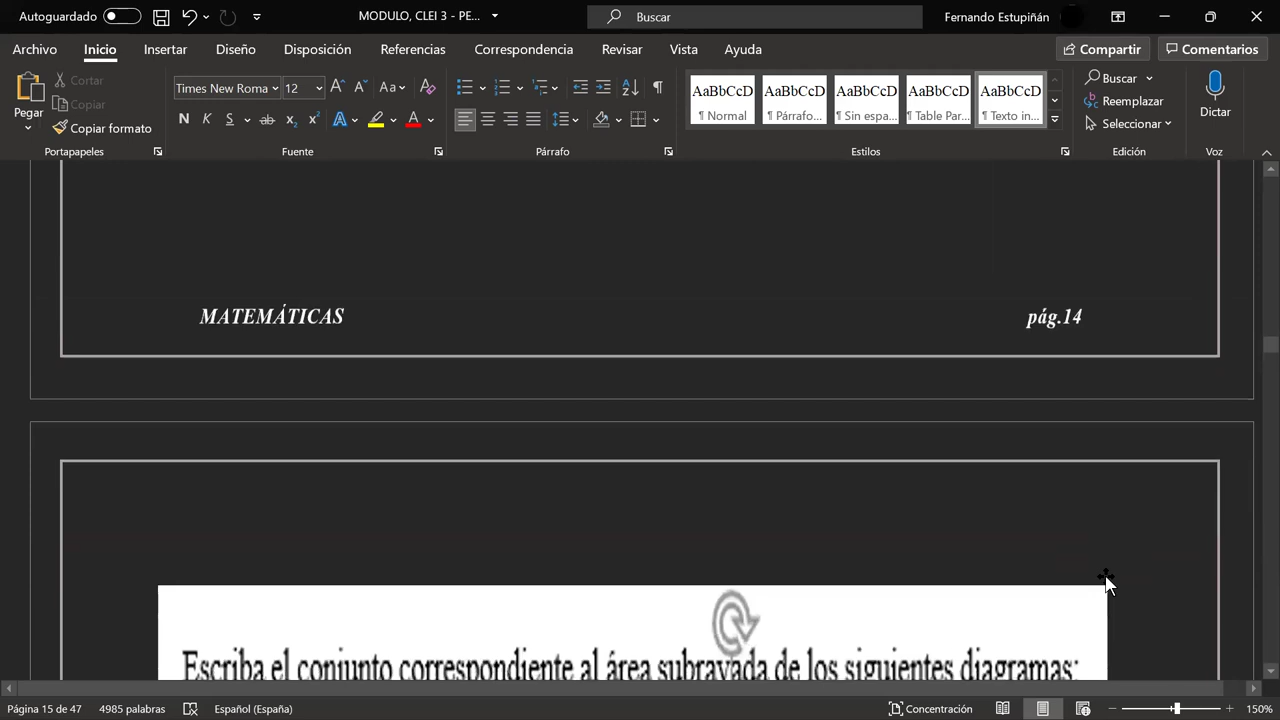 Autoguardado
MODULO, CLEI 3 - PE...
Buscar
Fernando Estupiñán
Archivo Inicio Insertar Diseño Disposición Referencias Correspondencia Revisar Vista Ayuda
Compartir Comentarios
Pegar
Cortar
Copiar
Copiar formato
Portapapeles
Times New Roma 12
Aa
N K S ab x₂ x² A A
Fuente
Párrafo
AaBbCcD AaBbCcD AaBbCcD AaBbCcD AaBbCcD
¶ Normal ¶ Párrafo... ¶ Sin espa... ¶ Table Par... ¶ Texto in...
Estilos
Buscar
Reemplazar
Seleccionar
Edición
Dictar
Voz
MATEMÁTICAS pág.14
Escriba el conjunto correspondiente al área subrayada de los siguientes diagramas:
Página 15 de 47 4985 palabras Español (España) Concentración 150%